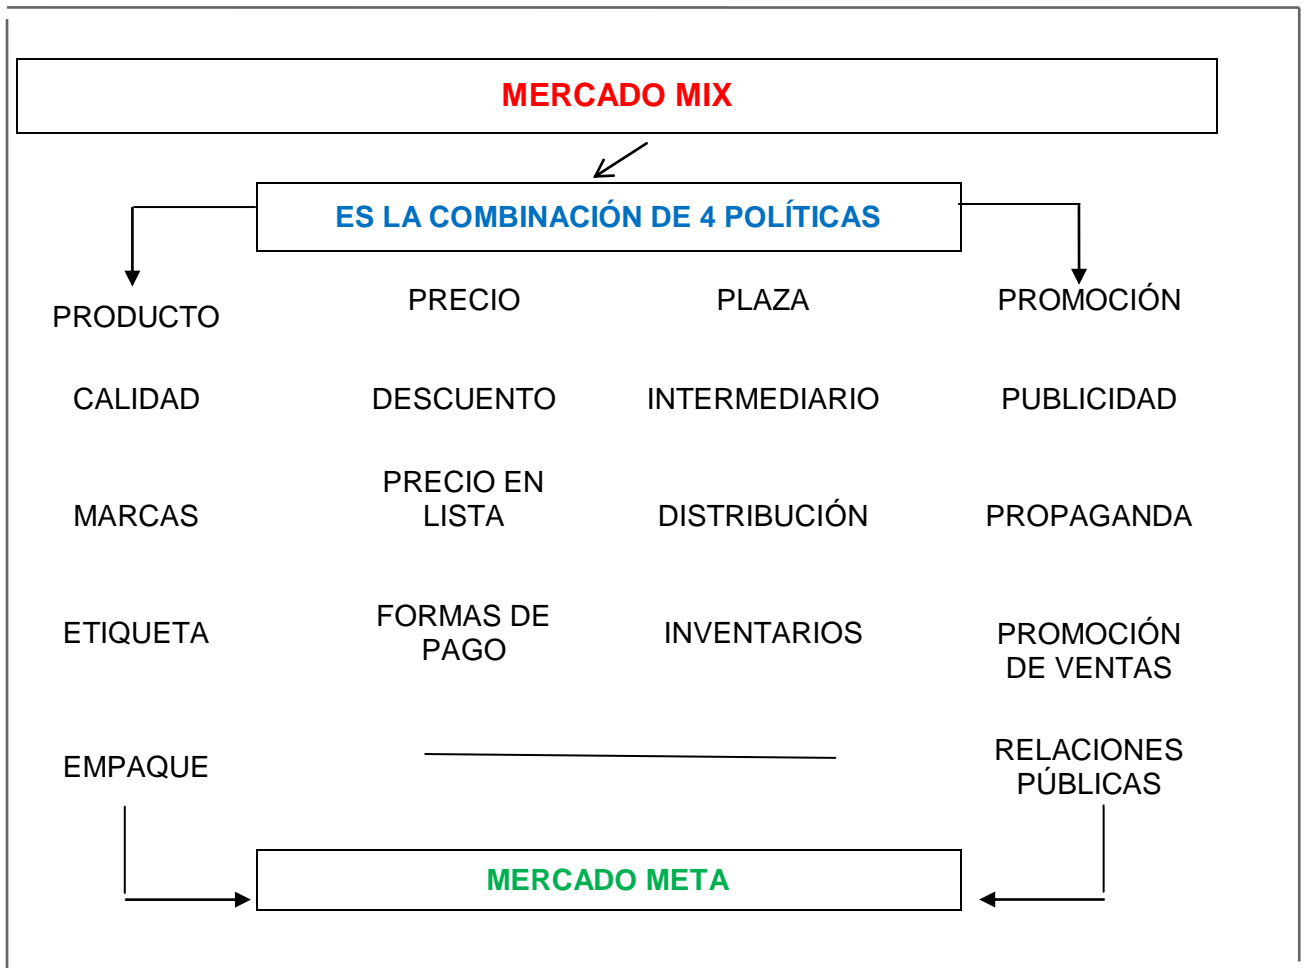 MERCADO MIX
ES LA COMBINACIÓN DE 4 POLÍTICAS
PRODUCTO
PRECIO
PLAZA
PROMOCIÓN
CALIDAD
DESCUENTO
INTERMEDIARIO
PUBLICIDAD
MARCAS
PRECIO EN
LISTA
DISTRIBUCIÓN
PROPAGANDA
ETIQUETA
FORMAS DE
PAGO
INVENTARIOS
PROMOCIÓN
DE VENTAS
EMPAQUE
RELACIONES
PÚBLICAS
MERCADO META